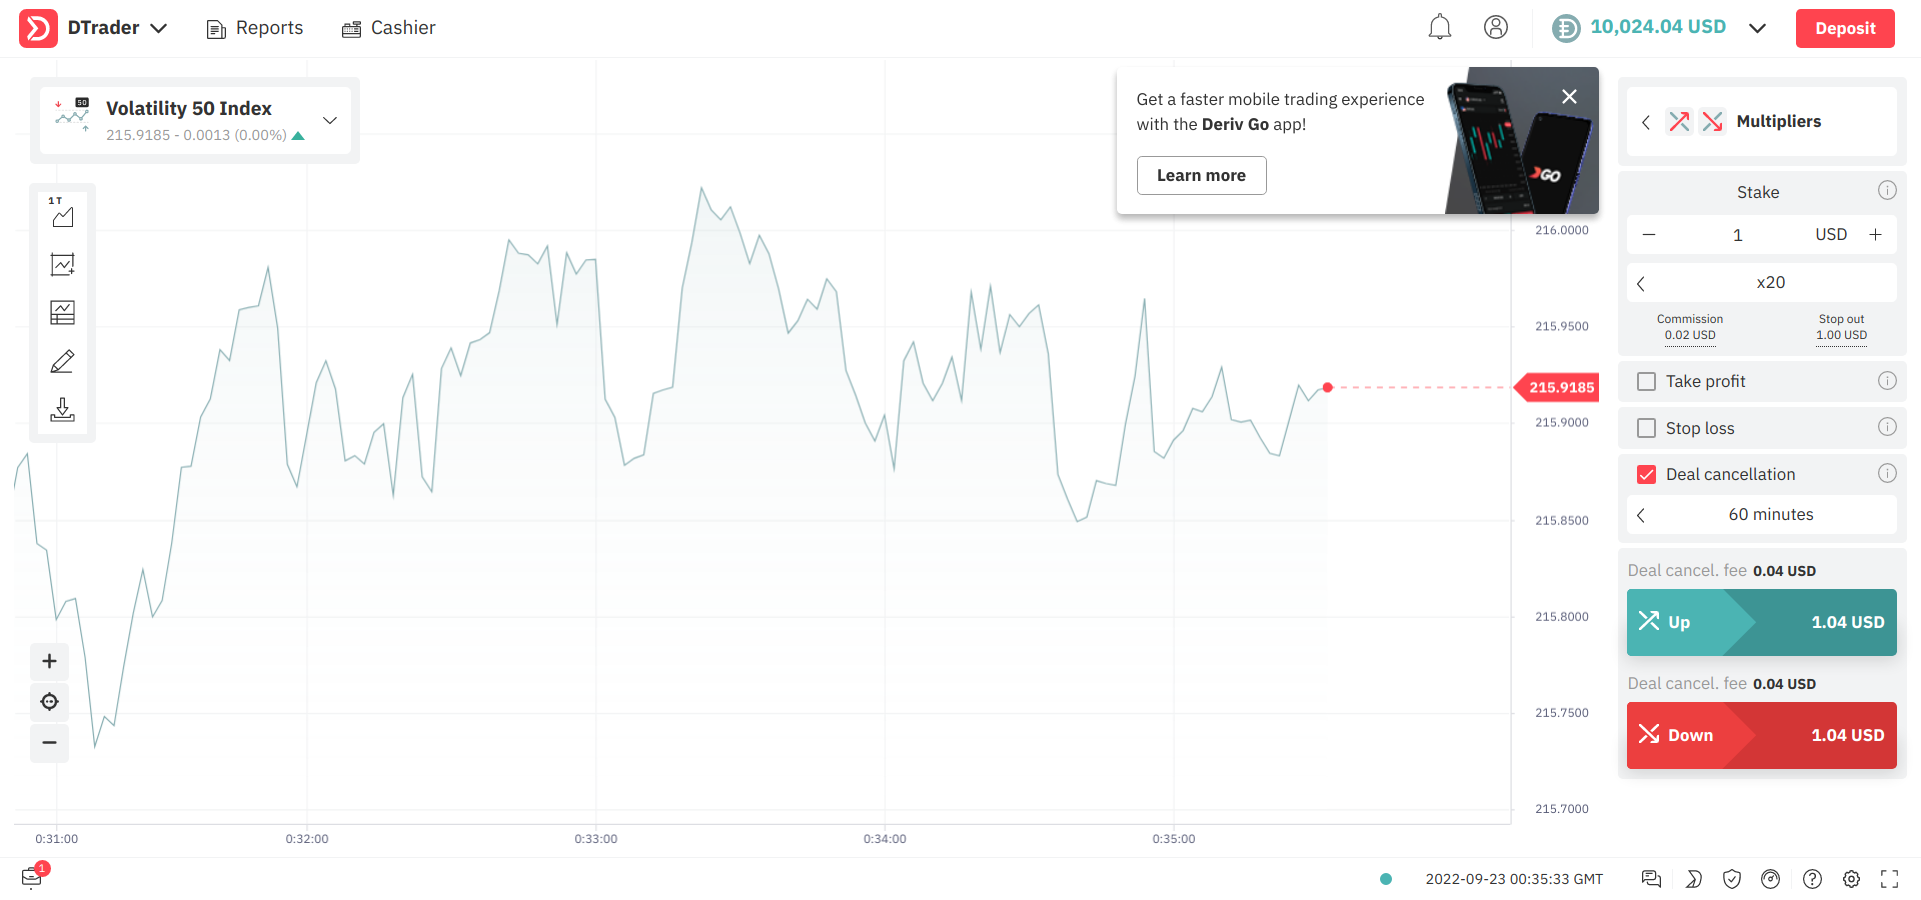 DTrader
Reports
Cashier
10,024.04 USD
Deposit
50
Volatility 50 Index
215.9185 - 0.0013 (0.00%)
1 T
Get a faster mobile trading experience
with the Deriv Go app!
Learn more
GO
216.0000
215.9500
215.9185
215.9000
215.8500
215.8000
215.7500
215.7000
0:31:00
0:32:00
0:33:00
0:34:00
0:35:00
Multipliers
Stake
1 USD
x20
Commission
0.02 USD
Stop out
1.00 USD
Take profit
Stop loss
Deal cancellation
60 minutes
Deal cancel. fee 0.04 USD
Up 1.04 USD
Deal cancel. fee 0.04 USD
Down 1.04 USD
1
2022-09-23 00:35:33 GMT